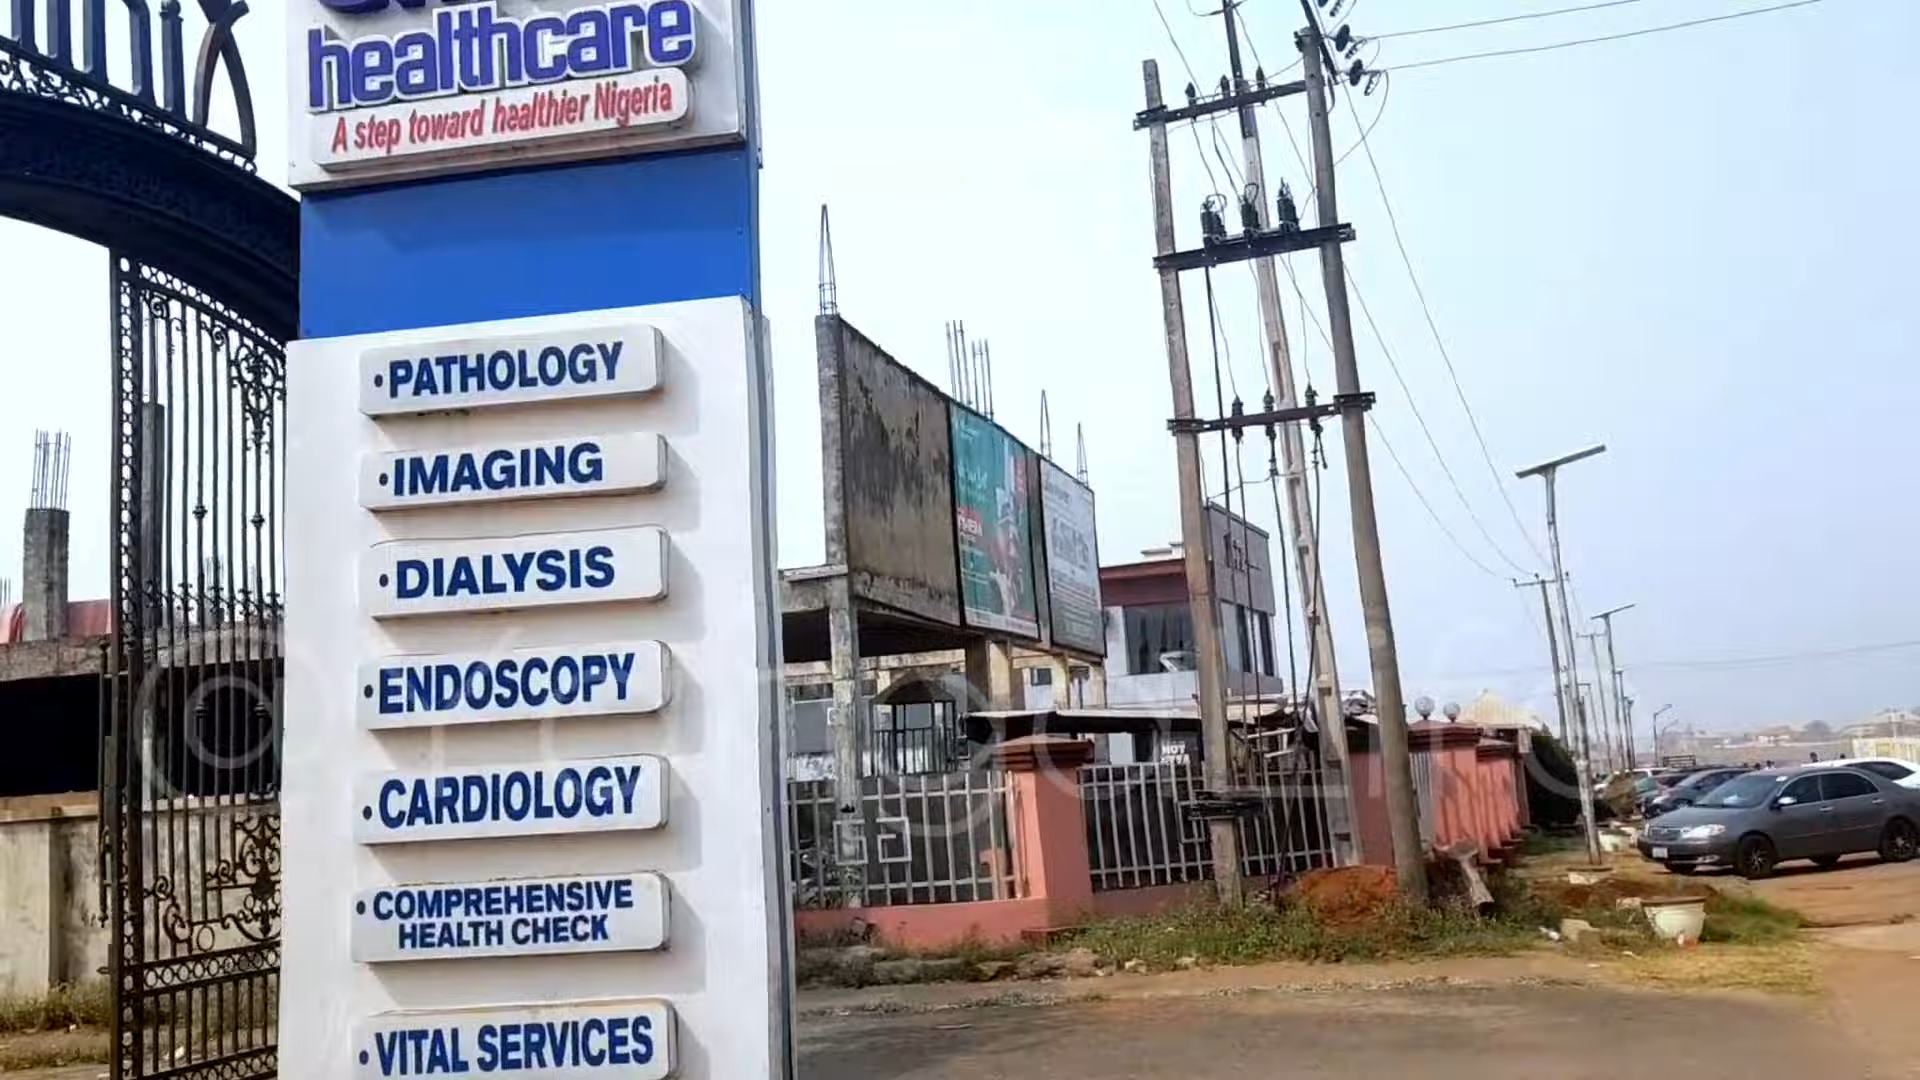 healthcare
A step toward healthier Nigeria
•PATHOLOGY
•IMAGING
•DIALYSIS
•ENDOSCOPY
•CARDIOLOGY
•COMPREHENSIVE
HEALTH CHECK
•VITAL SERVICES